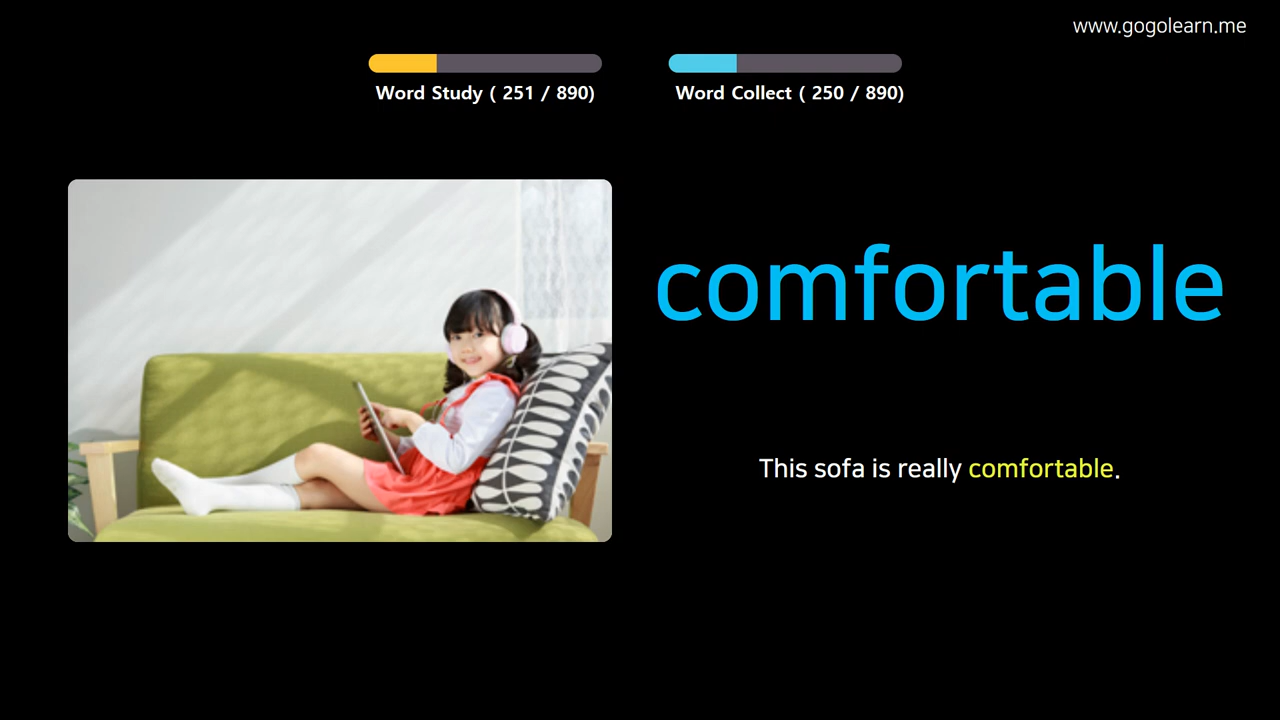 www.gogolearn.me
Word Study ( 251 / 890)
Word Collect ( 250 / 890)
comfortable
This sofa is really comfortable.